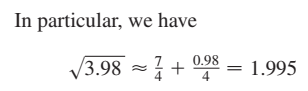 In particular, we have
√3.98 ≈ 7/4 + 0.98/4 = 1.995